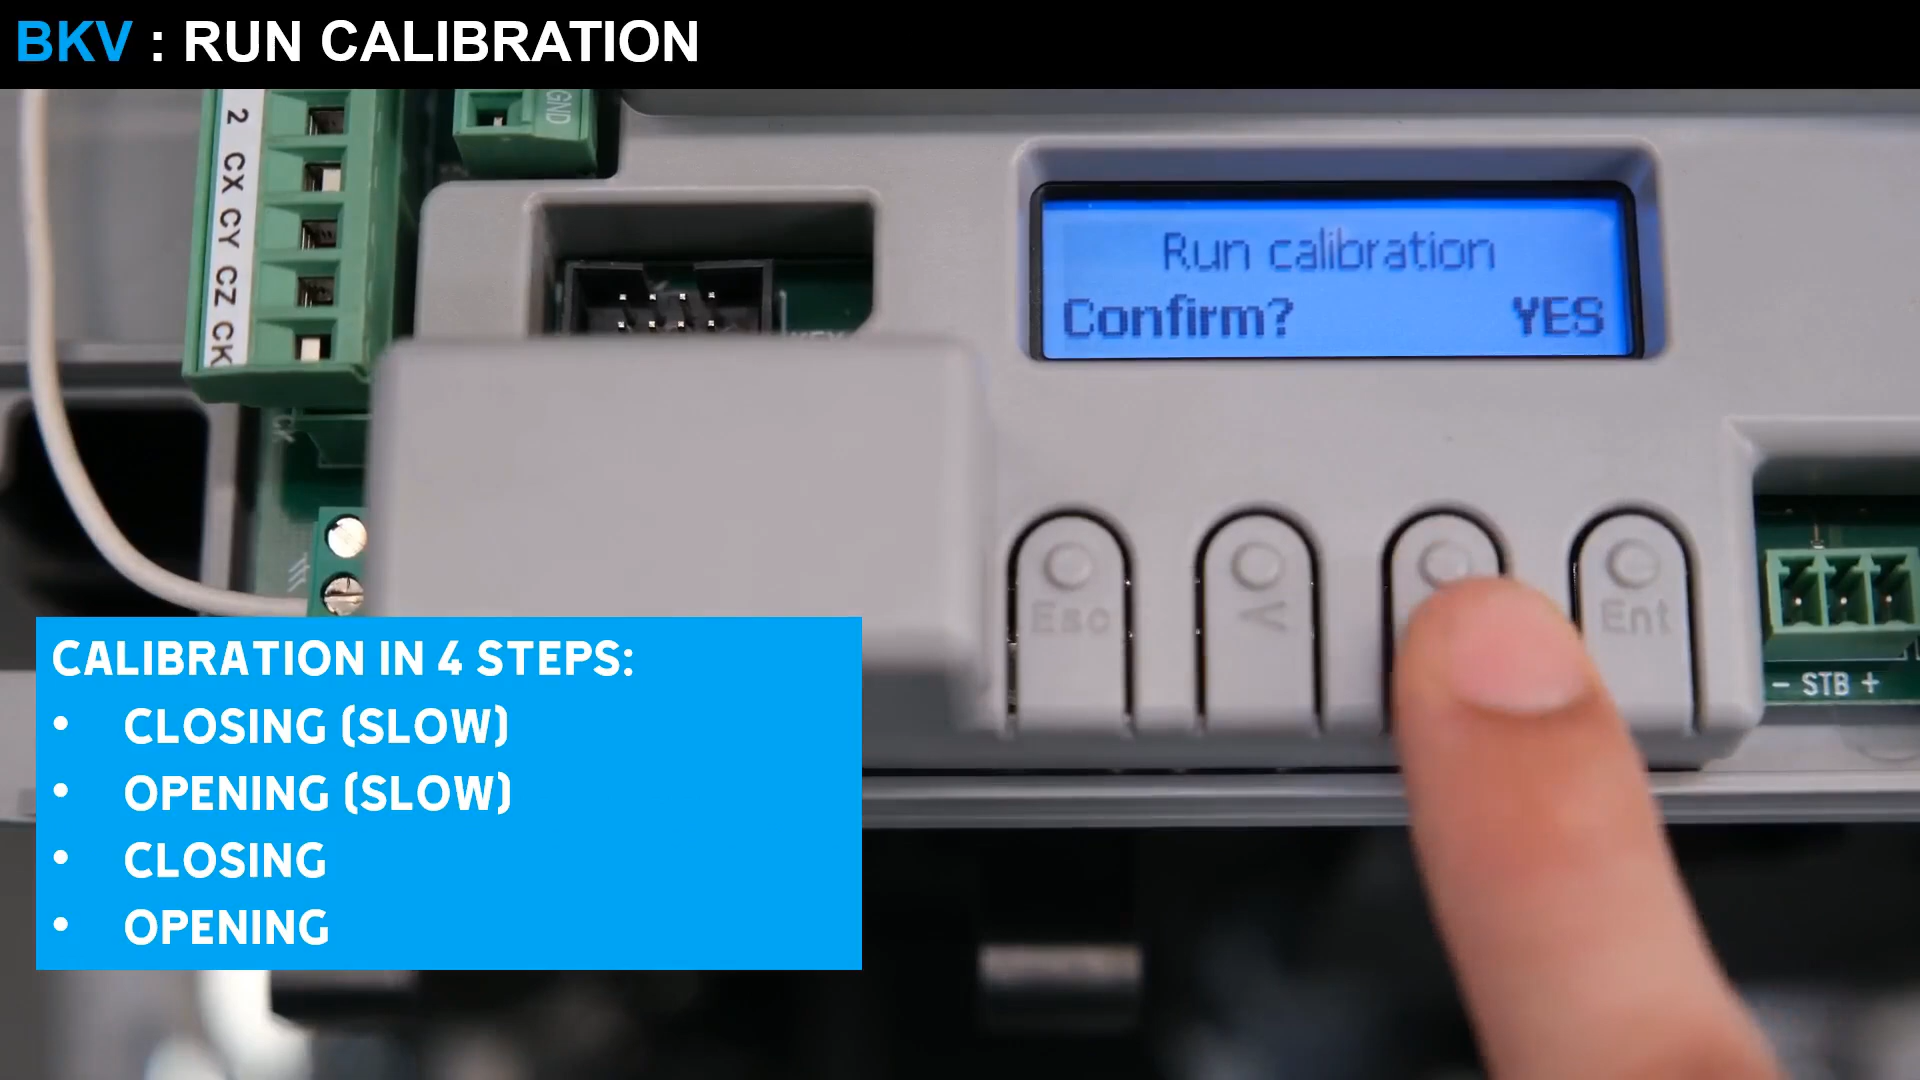 BKV : RUN CALIBRATION
2 CX CY CZ CK
GND
Run calibration
Confirm? YES
Esc < Ent
- STB +
CALIBRATION IN 4 STEPS:
• CLOSING (SLOW)
• OPENING (SLOW)
• CLOSING
• OPENING